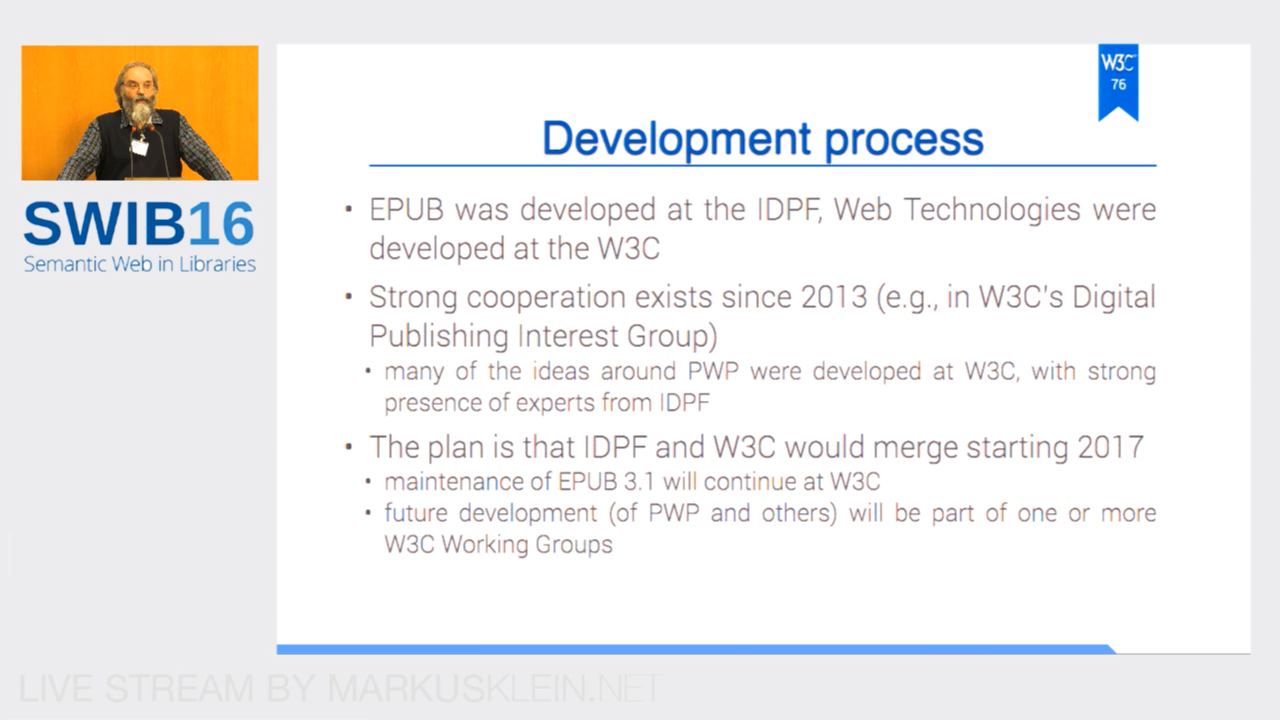 W3C
76
Development process
• EPUB was developed at the IDPF, Web Technologies were
developed at the W3C
• Strong cooperation exists since 2013 (e.g., in W3C's Digital
Publishing Interest Group)
• many of the ideas around PWP were developed at W3C, with strong
presence of experts from IDPF
• The plan is that IDPF and W3C would merge starting 2017
• maintenance of EPUB 3.1 will continue at W3C
• future development (of PWP and others) will be part of one or more
W3C Working Groups
SWIB16
Semantic Web in Libraries
LIVE STREAM BY MARKUSKLEIN.NET